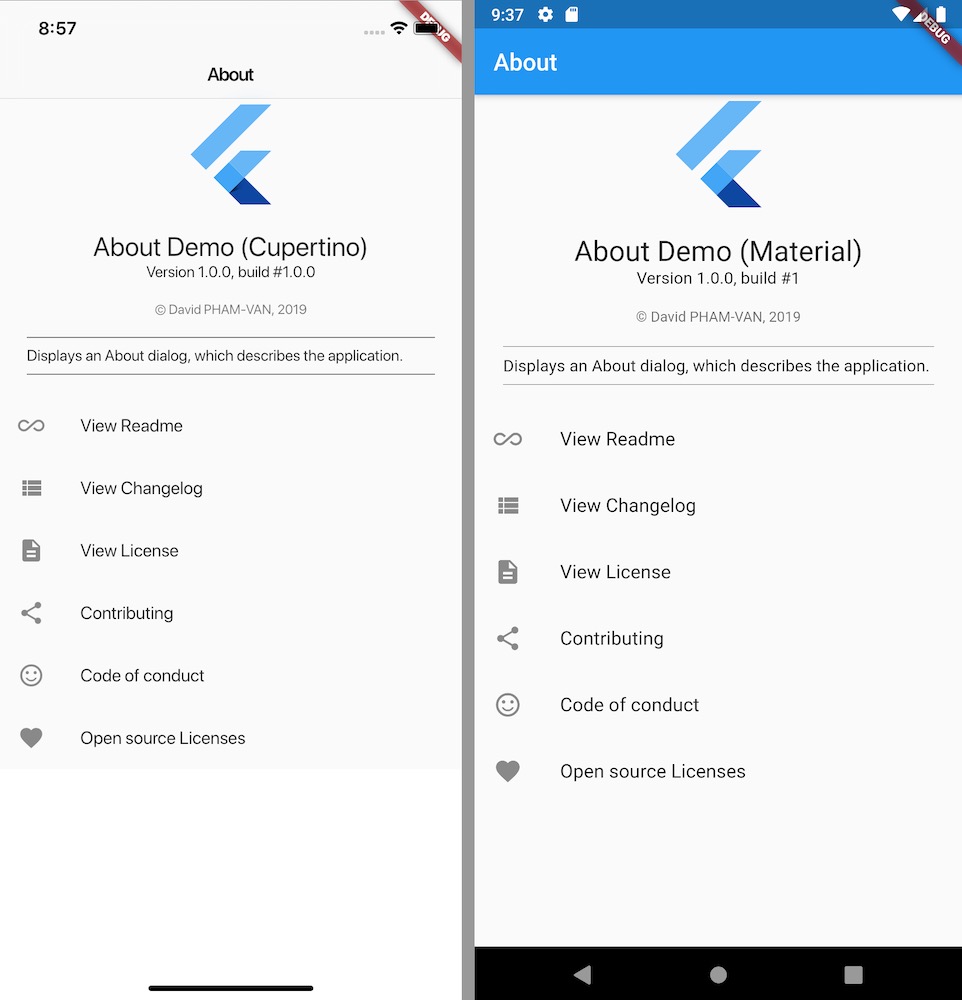 8:57
DEBUG
About
About Demo (Cupertino)
Version 1.0.0, build #1.0.0
© David PHAM-VAN, 2019
Displays an About dialog, which describes the application.
View Readme
View Changelog
View License
Contributing
Code of conduct
Open source Licenses
9:37
DEBUG
About
About Demo (Material)
Version 1.0.0, build #1
© David PHAM-VAN, 2019
Displays an About dialog, which describes the application.
View Readme
View Changelog
View License
Contributing
Code of conduct
Open source Licenses